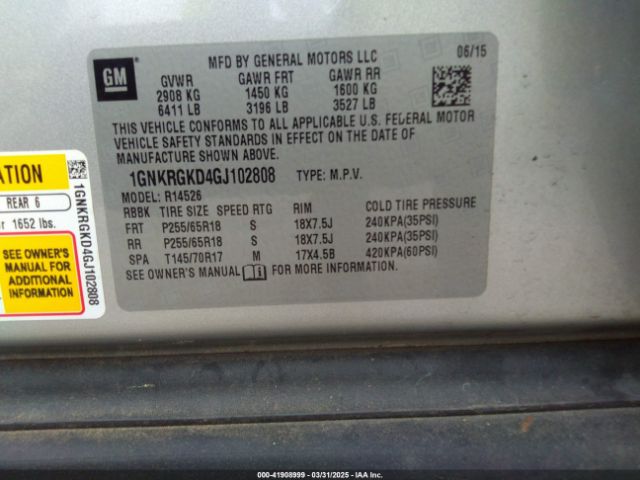 GM
MFD BY GENERAL MOTORS LLC 06/15
GVWR GAWR FRT GAWR RR
2908 KG 1450 KG 1600 KG
6411 LB 3196 LB 3527 LB
THIS VEHICLE CONFORMS TO ALL APPLICABLE U.S. FEDERAL MOTOR
VEHICLE SAFETY STANDARDS IN EFFECT ON THE DATE OF
MANUFACTURE SHOWN ABOVE.
1GNKRGKD4GJ102808 TYPE: M.P.V.
MODEL: R14526
RBBK TIRE SIZE SPEED RTG RIM COLD TIRE PRESSURE
FRT P255/65R18 S 18X7.5J 240KPA(35PSI)
RR P255/65R18 S 18X7.5J 240KPA(35PSI)
SPA T145/70R17 M 17X4.5B 420KPA(60PSI)
SEE OWNER'S MANUAL FOR MORE INFORMATION.
ATION
REAR 6
or 1652 lbs.
SEE OWNER'S
MANUAL FOR
ADDITIONAL
INFORMATION
1GNKRGKD4GJ102808
000-41908999 — 03/31/2025 — IAA Corp.